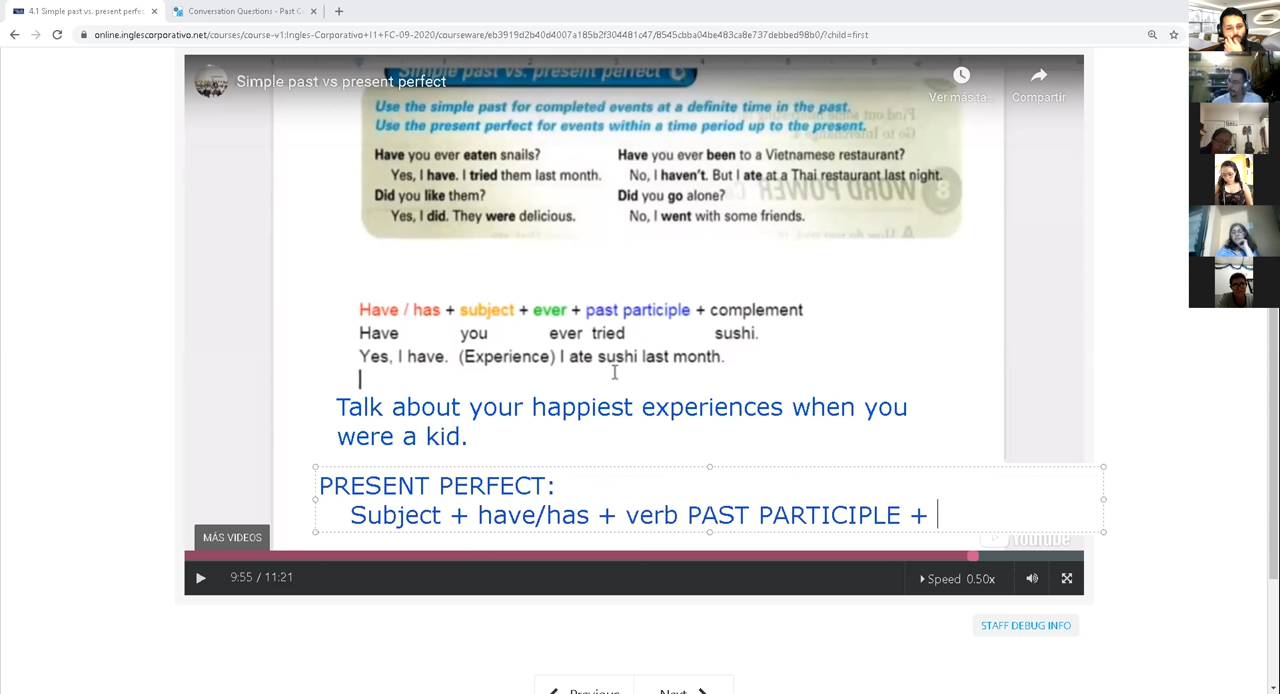 4.1 Simple past vs. present perfec
Conversation Questions - Past C
online.inglescorporativo.net/courses/course-v1:Ingles-Corporativo+I1+FC-09-2020/courseware/eb3919d2b40d4007a185b2f304481c47/8545cbba04be483ca8e737debbed98b0/?child=first
Simple past vs. present perfect
Simple past vs present perfect
Ver más ta...
Compartir
Use the simple past for completed events at a definite time in the past.
Use the present perfect for events within a time period up to the present.
Have you ever eaten snails?
Yes, I have. I tried them last month.
Did you like them?
Yes, I did. They were delicious.
Have you ever been to a Vietnamese restaurant?
No, I haven't. But I ate at a Thai restaurant last night.
Did you go alone?
No, I went with some friends.
WORD POWER
8
Have / has + subject + ever + past participle + complement
Have you ever tried sushi.
Yes, I have. (Experience) I ate sushi last month.
Talk about your happiest experiences when you
were a kid.
PRESENT PERFECT:
Subject + have/has + verb PAST PARTICIPLE +
MÁS VIDEOS
YouTube
9:55 / 11:21
Speed 0.50x
STAFF DEBUG INFO
Previous
Next